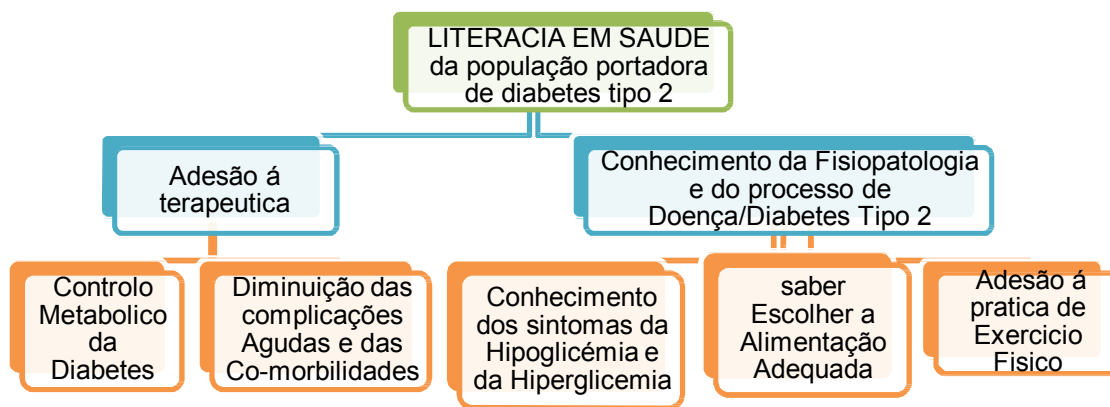 LITERACIA EM SAUDE
da população portadora
de diabetes tipo 2
Adesão á
terapeutica
Conhecimento da Fisiopatologia
e do processo de
Doença/Diabetes Tipo 2
Controlo
Metabolico
da
Diabetes
Diminuição das
complicações
Agudas e das
Co-morbilidades
Conhecimento
dos sintomas da
Hipoglicémia e
da Hiperglicemia
saber
Escolher a
Alimentação
Adequada
Adesão á
pratica de
Exercicio
Fisico